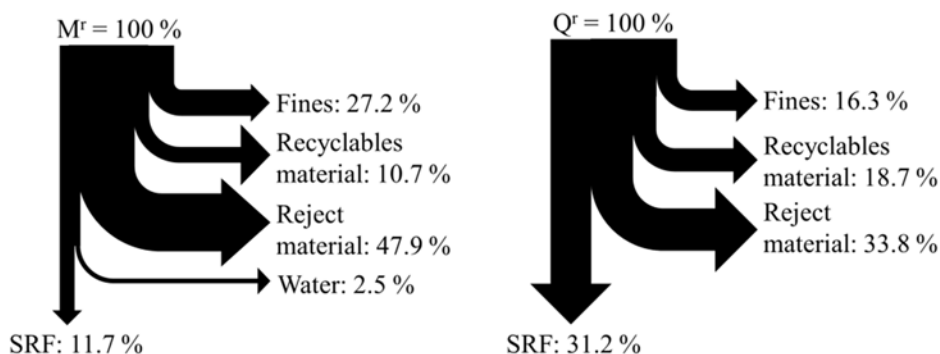 Mʳ = 100 %
Fines: 27.2 %
Recyclables
material: 10.7 %
Reject
material: 47.9 %
Water: 2.5 %
SRF: 11.7 %
Qʳ = 100 %
Fines: 16.3 %
Recyclables
material: 18.7 %
Reject
material: 33.8 %
SRF: 31.2 %